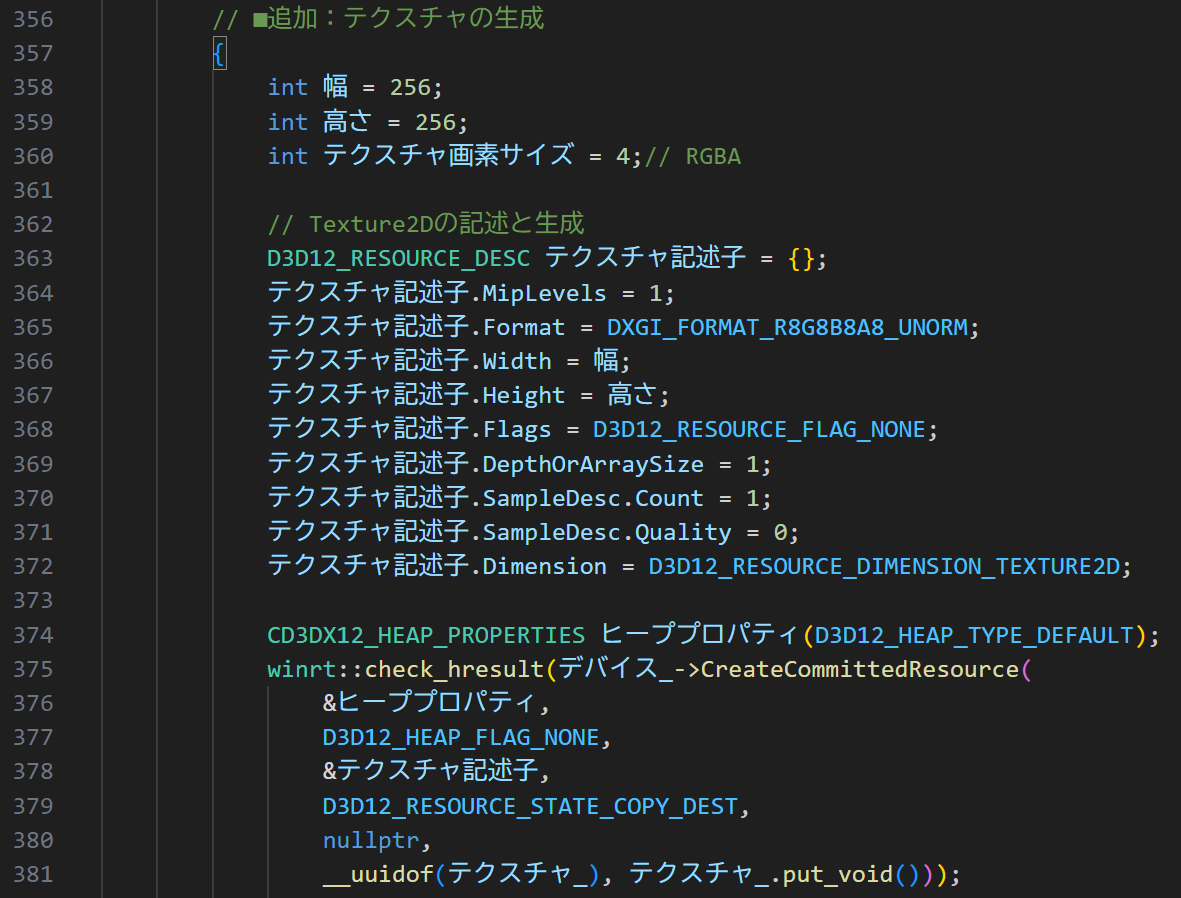 356 // ■追加：テクスチャの生成
357 {
358 int 幅 = 256;
359 int 高さ = 256;
360 int テクスチャ画素サイズ = 4;// RGBA
361
362 // Texture2Dの記述と生成
363 D3D12_RESOURCE_DESC テクスチャ記述子 = {};
364 テクスチャ記述子.MipLevels = 1;
365 テクスチャ記述子.Format = DXGI_FORMAT_R8G8B8A8_UNORM;
366 テクスチャ記述子.Width = 幅;
367 テクスチャ記述子.Height = 高さ;
368 テクスチャ記述子.Flags = D3D12_RESOURCE_FLAG_NONE;
369 テクスチャ記述子.DepthOrArraySize = 1;
370 テクスチャ記述子.SampleDesc.Count = 1;
371 テクスチャ記述子.SampleDesc.Quality = 0;
372 テクスチャ記述子.Dimension = D3D12_RESOURCE_DIMENSION_TEXTURE2D;
373
374 CD3DX12_HEAP_PROPERTIES ヒーププロパティ(D3D12_HEAP_TYPE_DEFAULT);
375 winrt::check_hresult(デバイス_->CreateCommittedResource(
376 &ヒーププロパティ,
377 D3D12_HEAP_FLAG_NONE,
378 &テクスチャ記述子,
379 D3D12_RESOURCE_STATE_COPY_DEST,
380 nullptr,
381 __uuidof(テクスチャ_), テクスチャ_.put_void()));